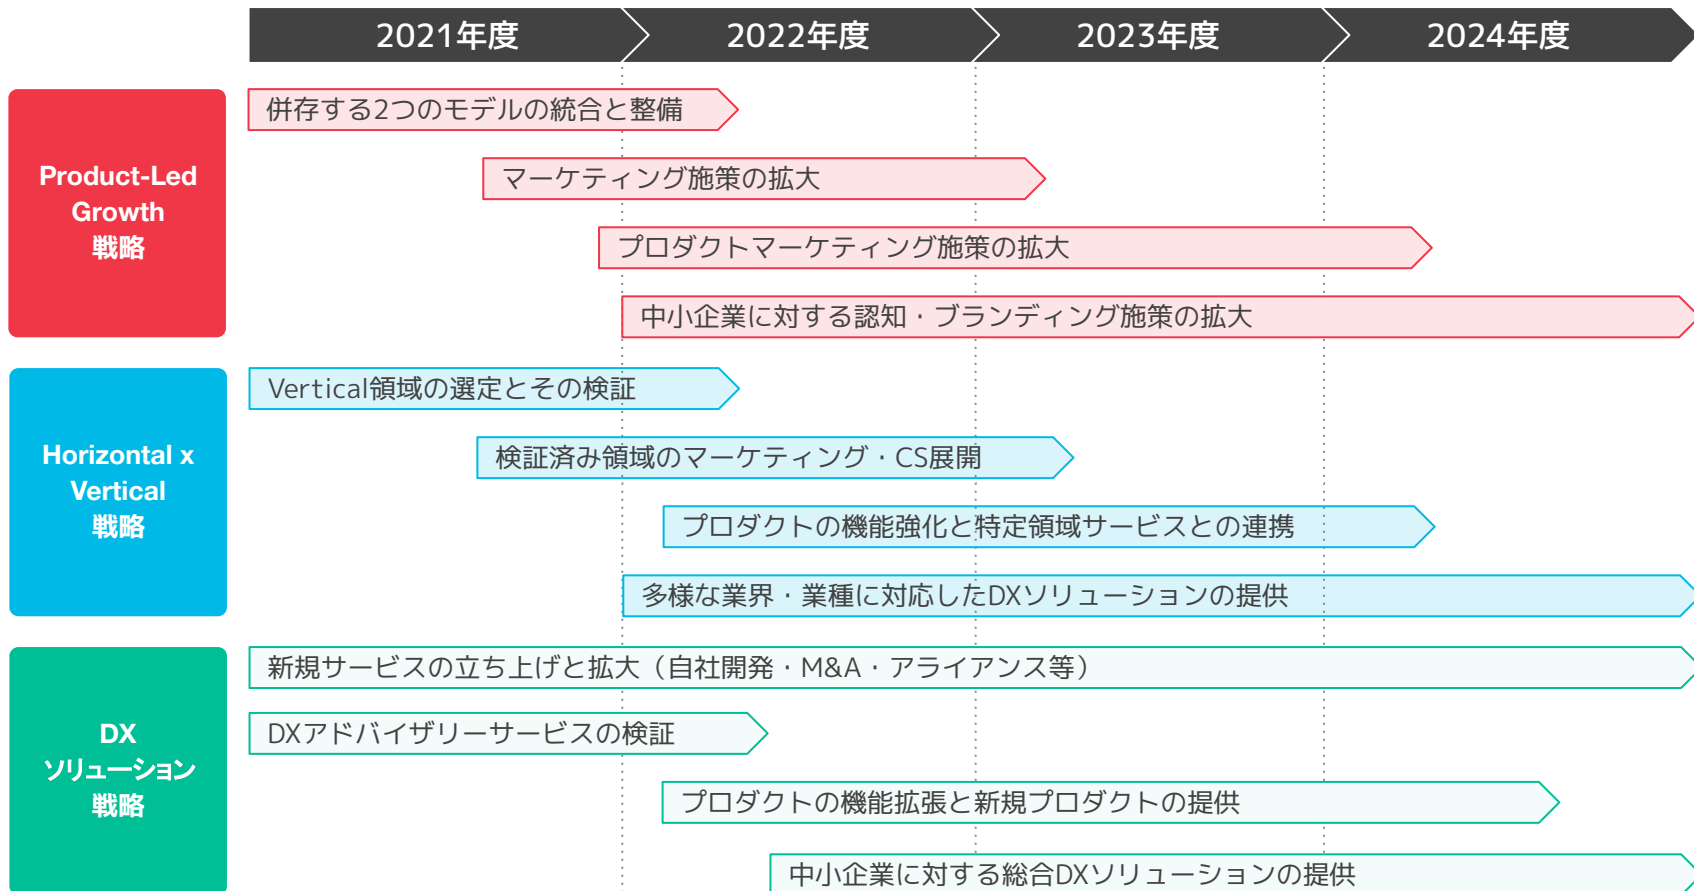 2021年度
2022年度
2023年度
2024年度
Product-Led
Growth
戦略
併存する2つのモデルの統合と整備
マーケティング施策の拡大
プロダクトマーケティング施策の拡大
中小企業に対する認知・ブランディング施策の拡大
Horizontal x
Vertical
戦略
Vertical領域の選定とその検証
検証済み領域のマーケティング・CS展開
プロダクトの機能強化と特定領域サービスとの連携
多様な業界・業種に対応したDXソリューションの提供
DX
ソリューション
戦略
新規サービスの立ち上げと拡大（自社開発・M&A・アライアンス等）
DXアドバイザリーサービスの検証
プロダクトの機能拡張と新規プロダクトの提供
中小企業に対する総合DXソリューションの提供